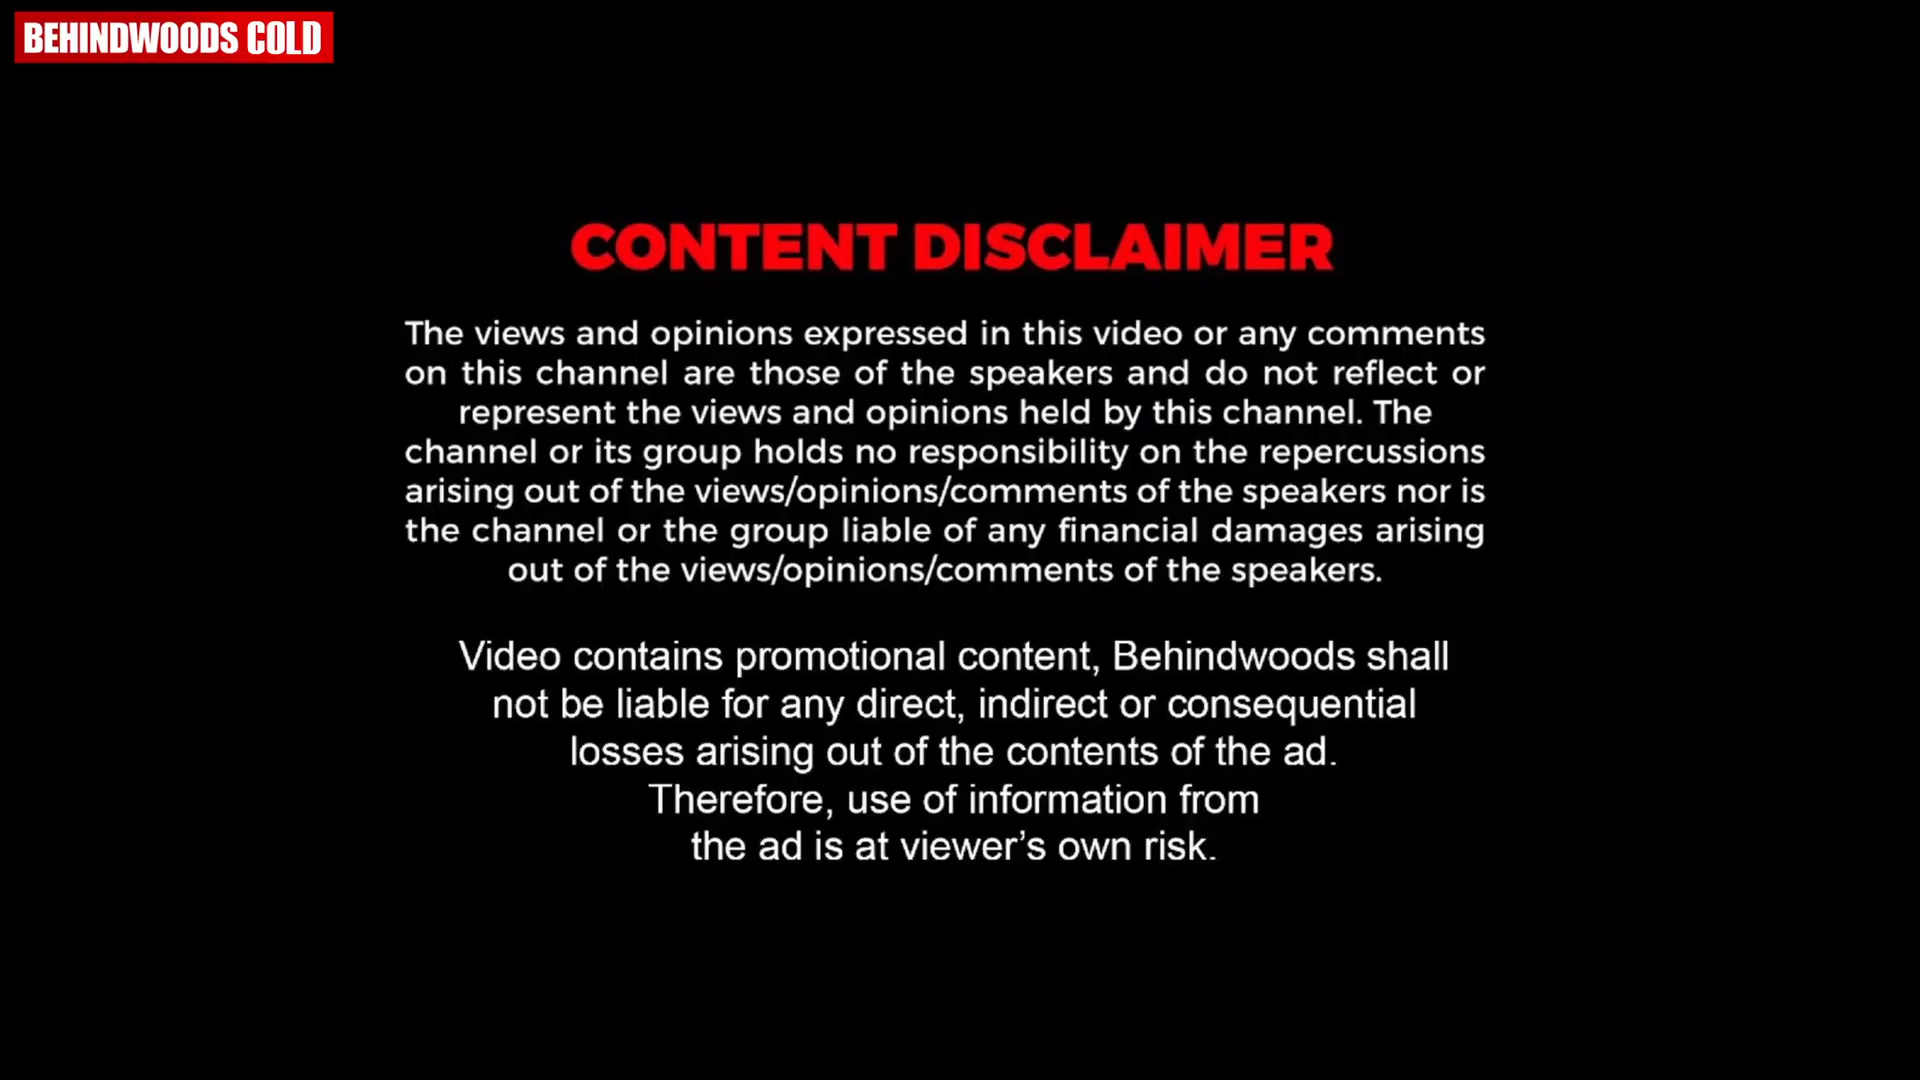 BEHINDWOODS COLD
CONTENT DISCLAIMER
The views and opinions expressed in this video or any comments
on this channel are those of the speakers and do not reflect or
represent the views and opinions held by this channel. The
channel or its group holds no responsibility on the repercussions
arising out of the views/opinions/comments of the speakers nor is
the channel or the group liable of any financial damages arising
out of the views/opinions/comments of the speakers.
Video contains promotional content, Behindwoods shall
not be liable for any direct, indirect or consequential
losses arising out of the contents of the ad.
Therefore, use of information from
the ad is at viewer’s own risk.